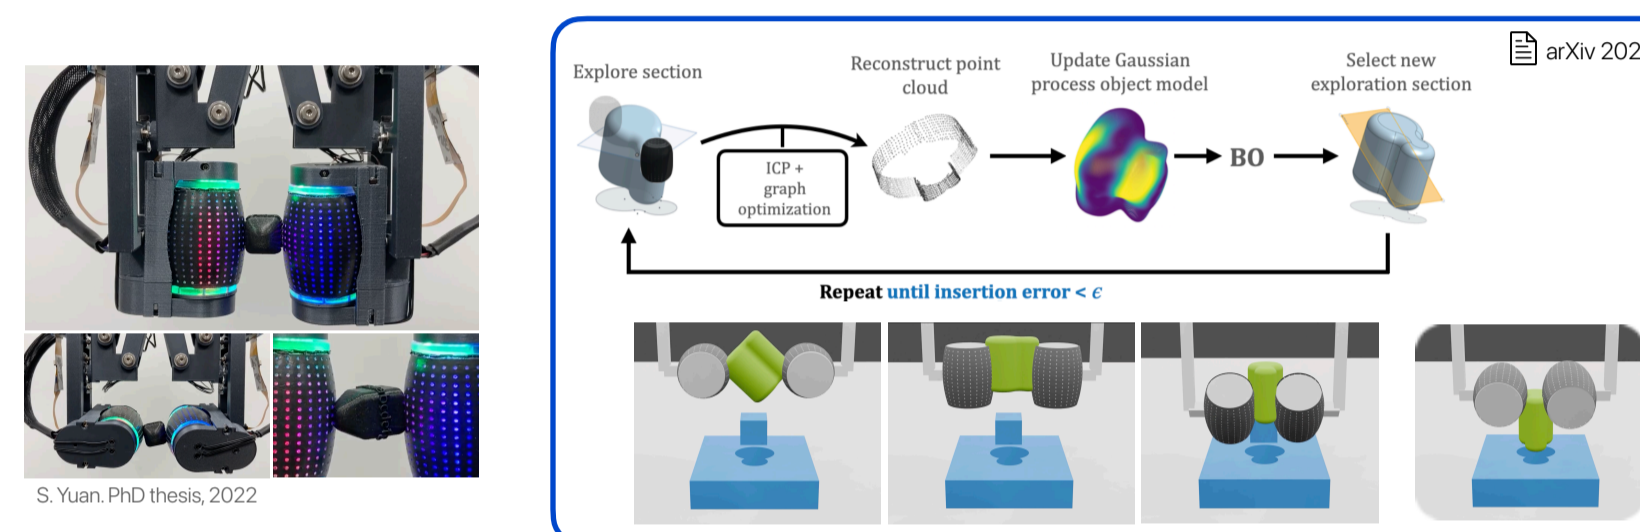 S. Yuan. PhD thesis, 2022
arXiv 202
Explore section
ICP +
graph
optimization
Reconstruct point
cloud
Update Gaussian
process object model
BO
Select new
exploration section
Repeat until insertion error < ϵ